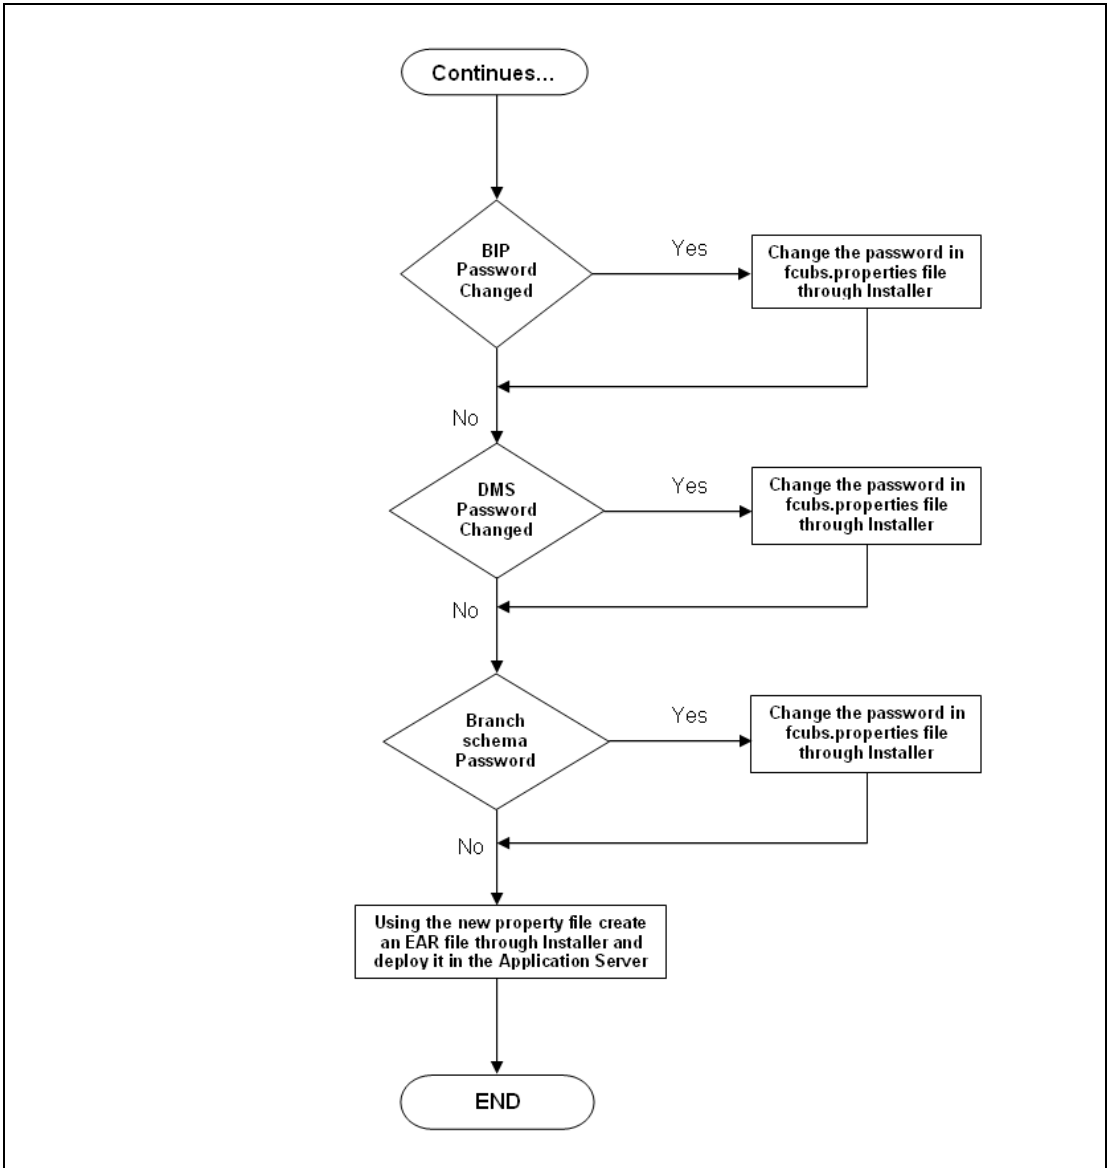 Continues...
BIP
Password
Changed
Yes
Change the password in
fcubs.properties file
through Installer
No
DMS
Password
Changed
Yes
Change the password in
fcubs.properties file
through Installer
No
Branch
schema
Password
Yes
Change the password in
fcubs.properties file
through Installer
No
Using the new property file create
an EAR file through Installer and
deploy it in the Application Server
END